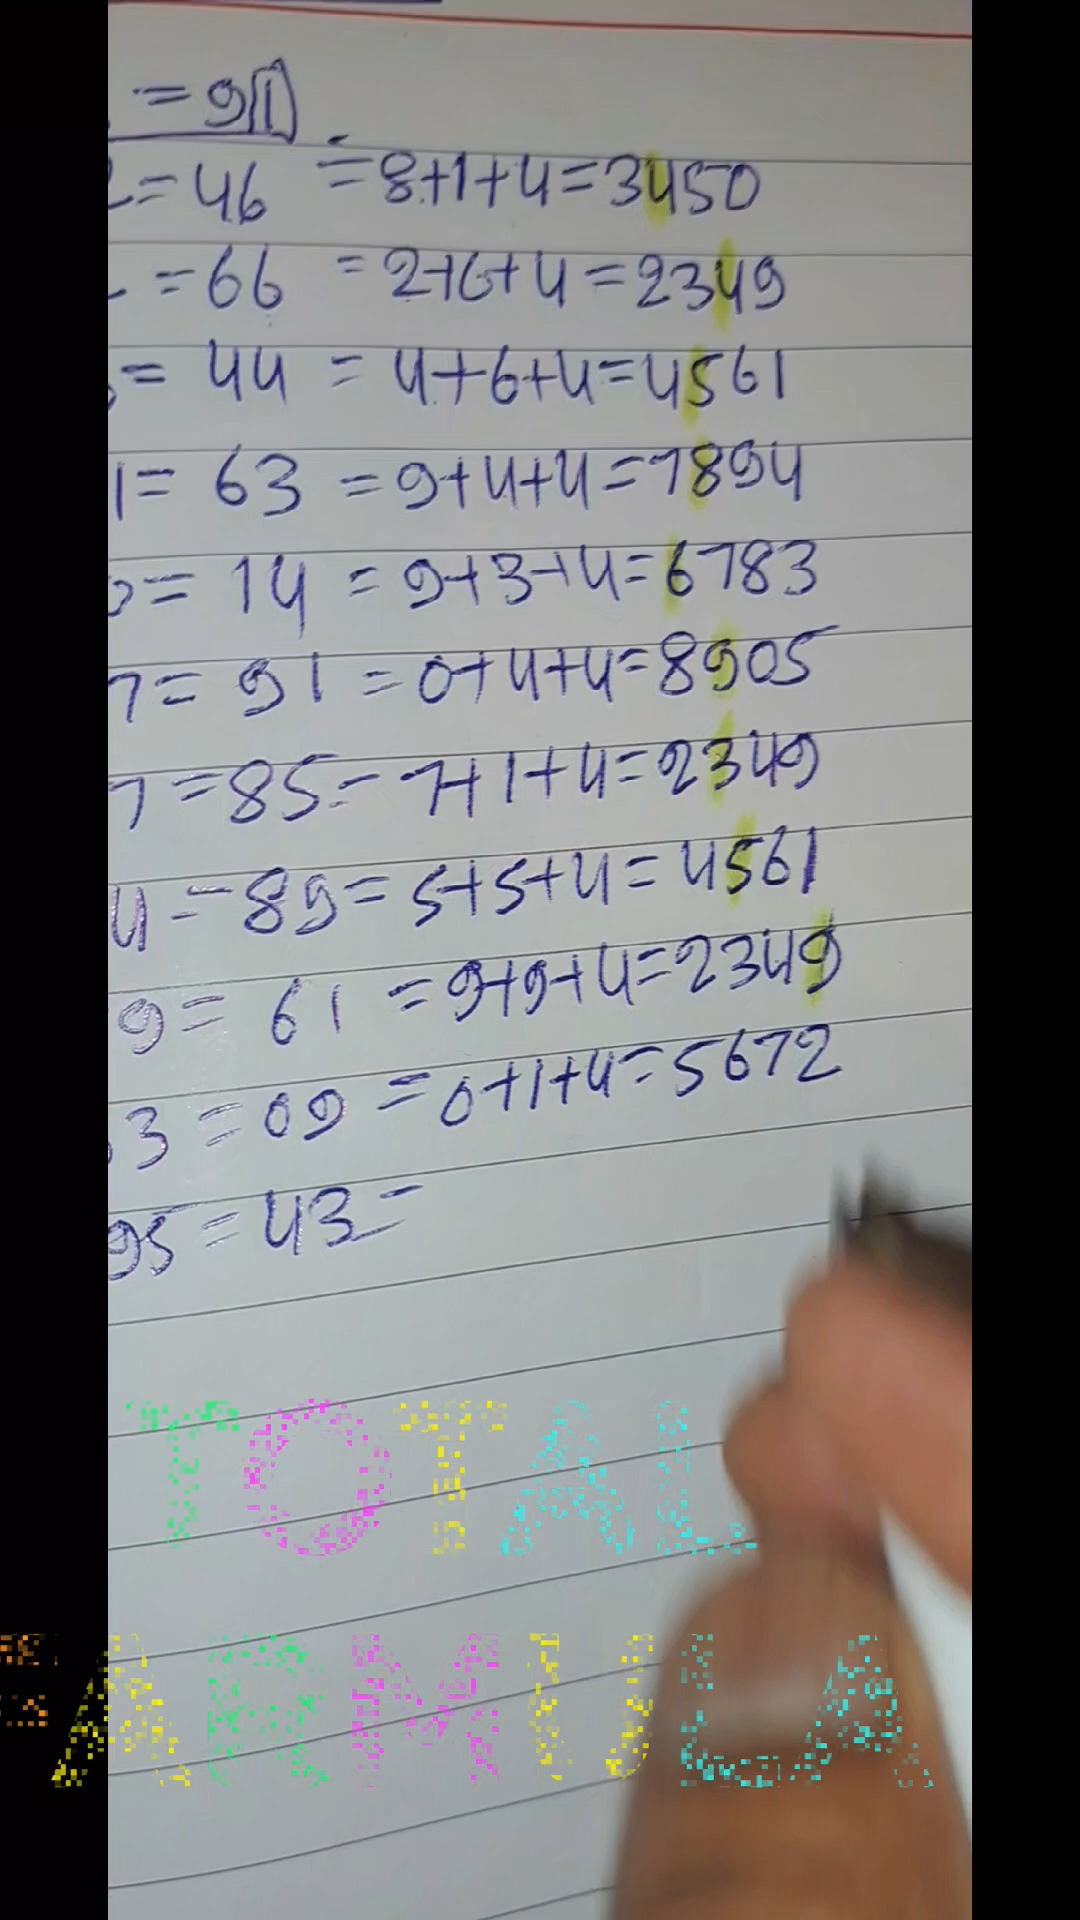 = 91
2=46 =8+1+4=3450
=66 =2+6+4=2349
= 44 = 4+6+4=4561
1= 63 =9+4+4=7894
= 14 =9+3+4=6783
7= 91 =0+4+4=8905
7=85=7+1+4=2349
4=89=5+5+4=4561
9= 61 =9+9+4=2349
3 =09 =0+1+4=5672
95=43=
TOTAL
FARMULA